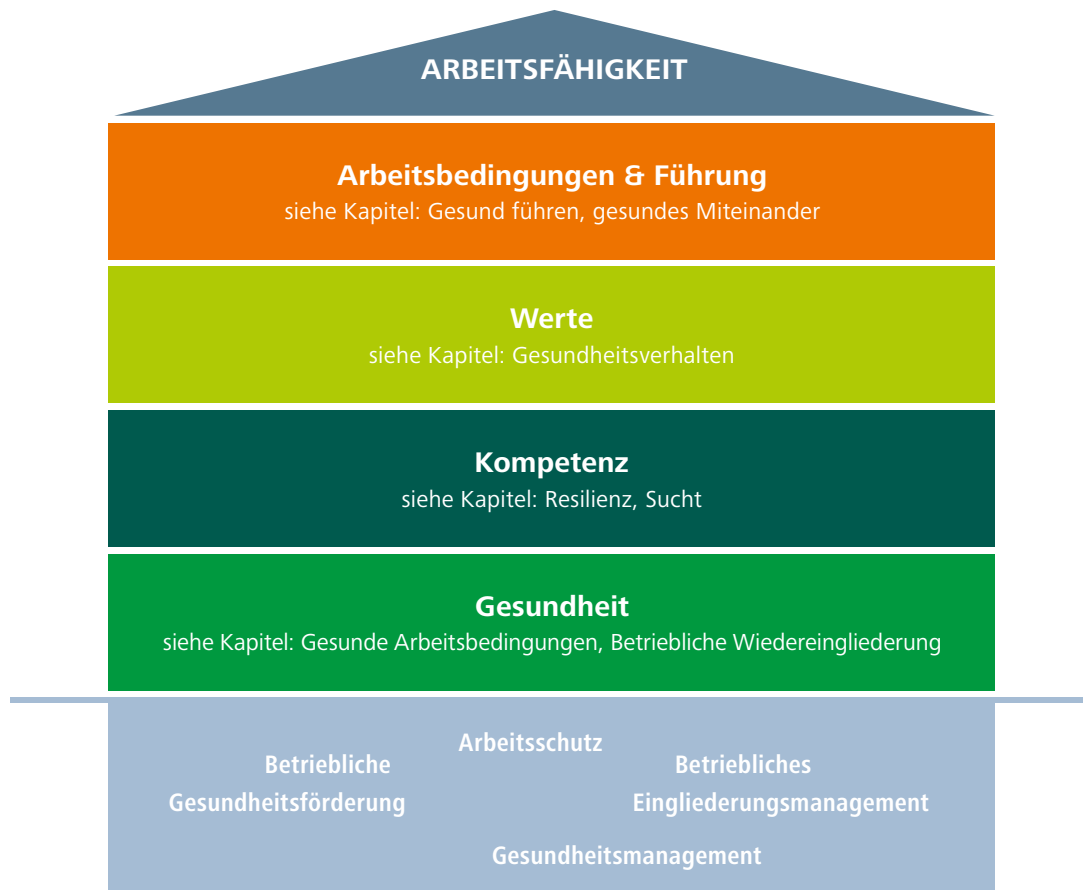 ARBEITSFÄHIGKEIT
Arbeitsbedingungen & Führung
siehe Kapitel: Gesund führen, gesundes Miteinander
Werte
siehe Kapitel: Gesundheitsverhalten
Kompetenz
siehe Kapitel: Resilienz, Sucht
Gesundheit
siehe Kapitel: Gesunde Arbeitsbedingungen, Betriebliche Wiedereingliederung
Arbeitsschutz
Betriebliche
Gesundheitsförderung
Betriebliches
Eingliederungsmanagement
Gesundheitsmanagement